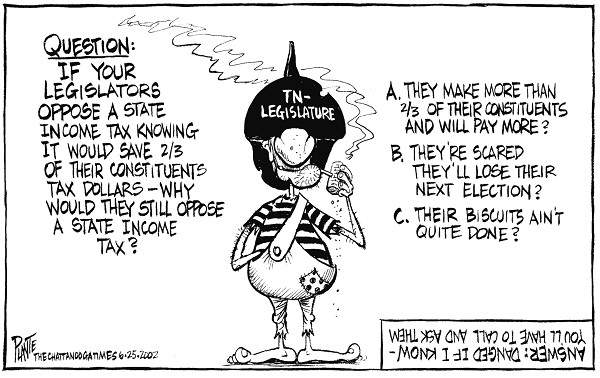 QUESTION:
IF YOUR
LEGISLATORS
OPPOSE A STATE
INCOME TAX KNOWING
IT WOULD SAVE 2/3
OF THEIR CONSTITUENTS
TAX DOLLARS - WHY
WOULD THEY STILL OPPOSE
A STATE INCOME
TAX?
TN-
LEGISLATURE
A. THEY MAKE MORE THAN
2/3 OF THEIR CONSTITUENTS
AND WILL PAY MORE?
B. THEY'RE SCARED
THEY'LL LOSE THEIR
NEXT ELECTION?
C. THEIR BISCUITS AIN'T
QUITE DONE?
ANSWER: DANGED IF I KNOW-
YOU'LL HAVE TO CALL AND ASK THEM
PLANTE
THE CHATTANOOGA TIMES 6.25.2002